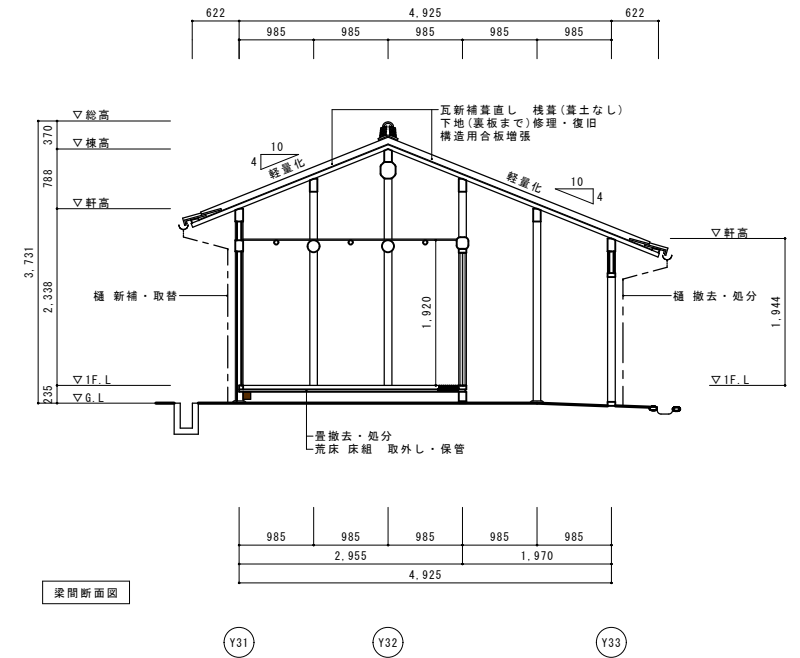 622
4,925
622
985
985
985
985
985
▽総高
370
▽棟高
788
▽軒高
3,731
2,338
▽1F.L
235
▽G.L
瓦新補葺直し 桟葺(葺土なし)
下地(裏板まで)修理・復旧
構造用合板増張
10
4
軽量化
軽量化
10
4
▽軒高
樋 新補・取替
1,920
樋 撤去・処分
1,944
▽1F.L
畳撤去・処分
荒床 床組 取外し・保管
985
985
985
985
985
2,955
1,970
4,925
梁間断面図
Y31
Y32
Y33